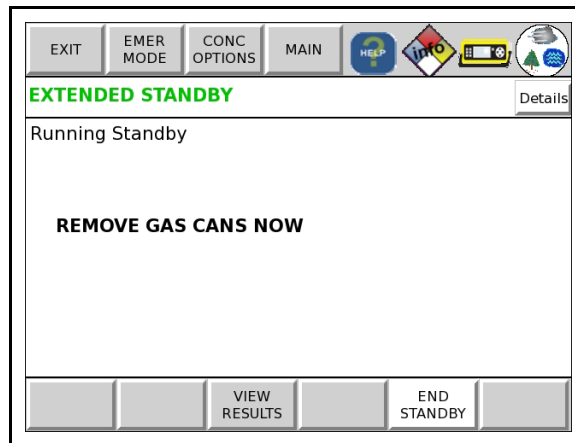 EXIT
EMER
MODE
CONC
OPTIONS
MAIN
HELP
?
info
EXTENDED STANDBY
Details
Running Standby
REMOVE GAS CANS NOW
VIEW
RESULTS
END
STANDBY